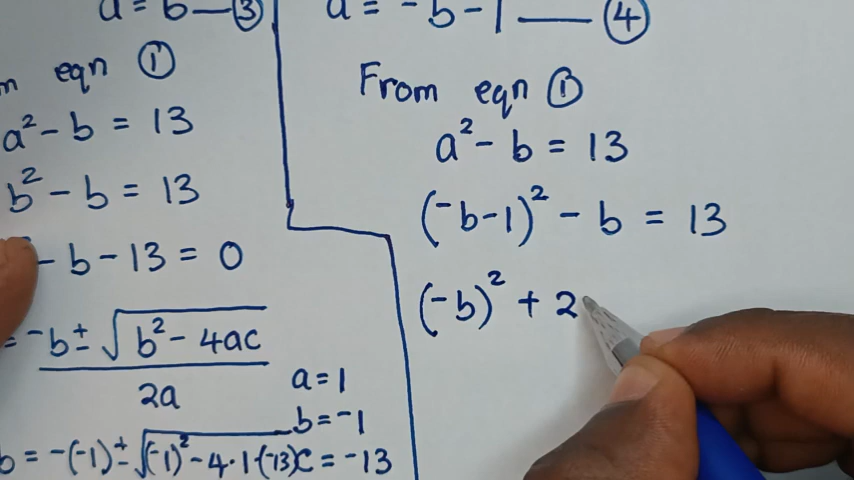 a = b — ③
eqn ①
a² - b = 13
b² - b = 13
- b - 13 = 0
= -b ± √(b² - 4ac) / 2a
a = 1
b = -1
b = -(-1) ± √((-1)² - 4·1(-13) c = -13
a = -b - 1 — ④
From eqn ①
a² - b = 13
(-b-1)² - b = 13
(-b)² + 2